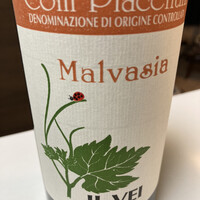 Colli Piacentini
DENOMINAZIONE DI ORIGINE CONTROLLATA
Malvasia
IL VEI